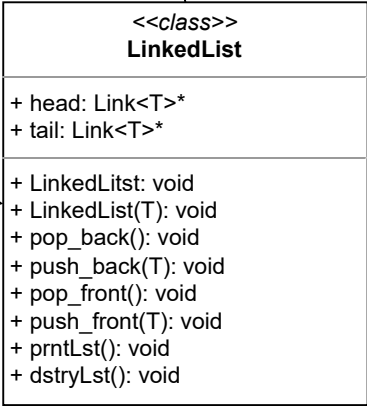 <<class>>
LinkedList
+ head: Link<T>*
+ tail: Link<T>*
+ LinkedLitst: void
+ LinkedList(T): void
+ pop_back(): void
+ push_back(T): void
+ pop_front(): void
+ push_front(T): void
+ prntLst(): void
+ dstryLst(): void